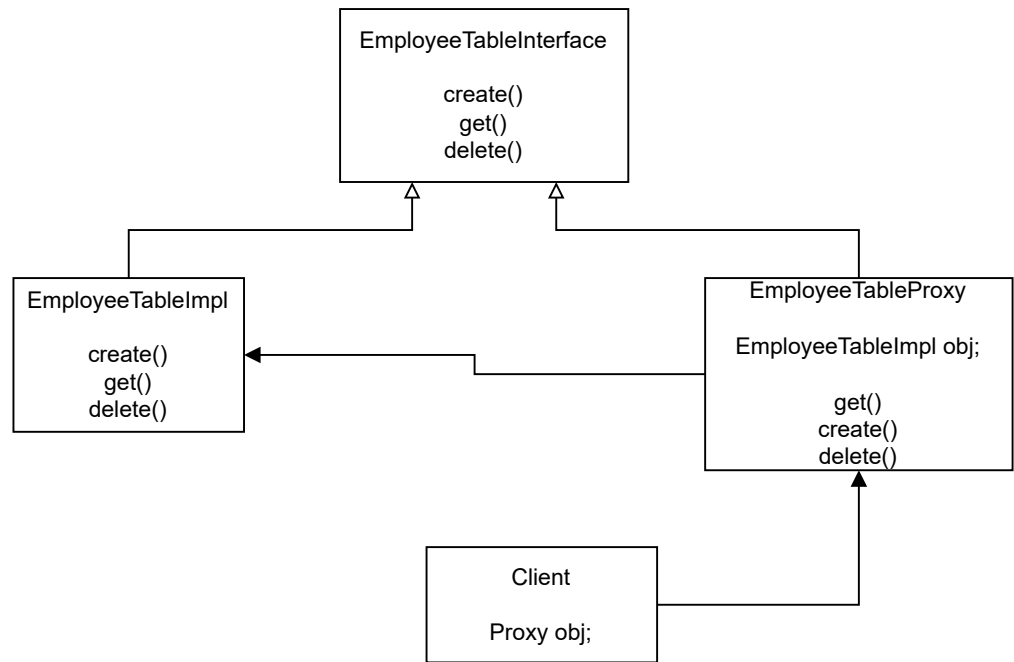 EmployeeTableInterface
create()
get()
delete()
EmployeeTableImpl
create()
get()
delete()
EmployeeTableProxy
EmployeeTableImpl obj;
get()
create()
delete()
Client
Proxy obj;